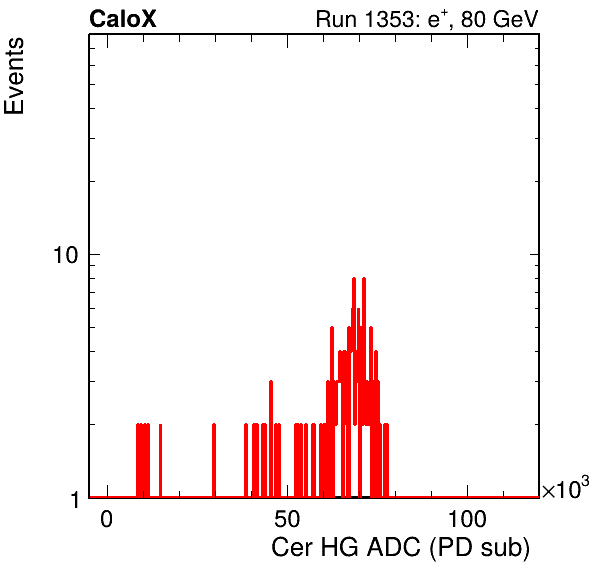 CaloX Run 1353: e⁺, 80 GeV
Events
10
1
0 50 100 ×10³
Cer HG ADC (PD sub)